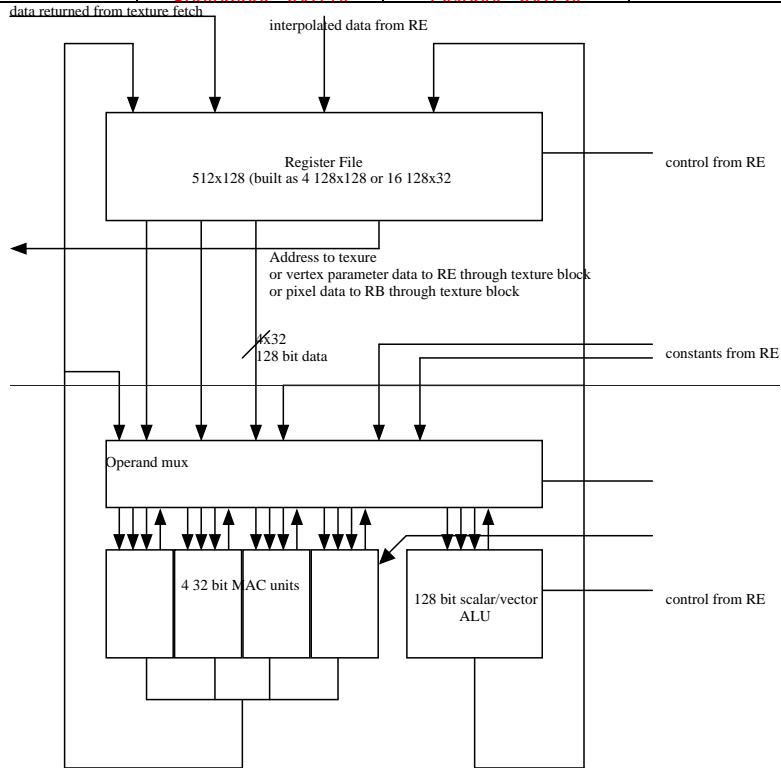 data returned from texture fetch
interpolated data from RE
Register File
512x128 (built as 4 128x128 or 16 128x32
control from RE
Address to texure
or vertex parameter data to RE through texture block
or pixel data to RB through texture block
4x32
128 bit data
constants from RE
Operand mux
4 32 bit MAC units
128 bit scalar/vector
ALU
control from RE